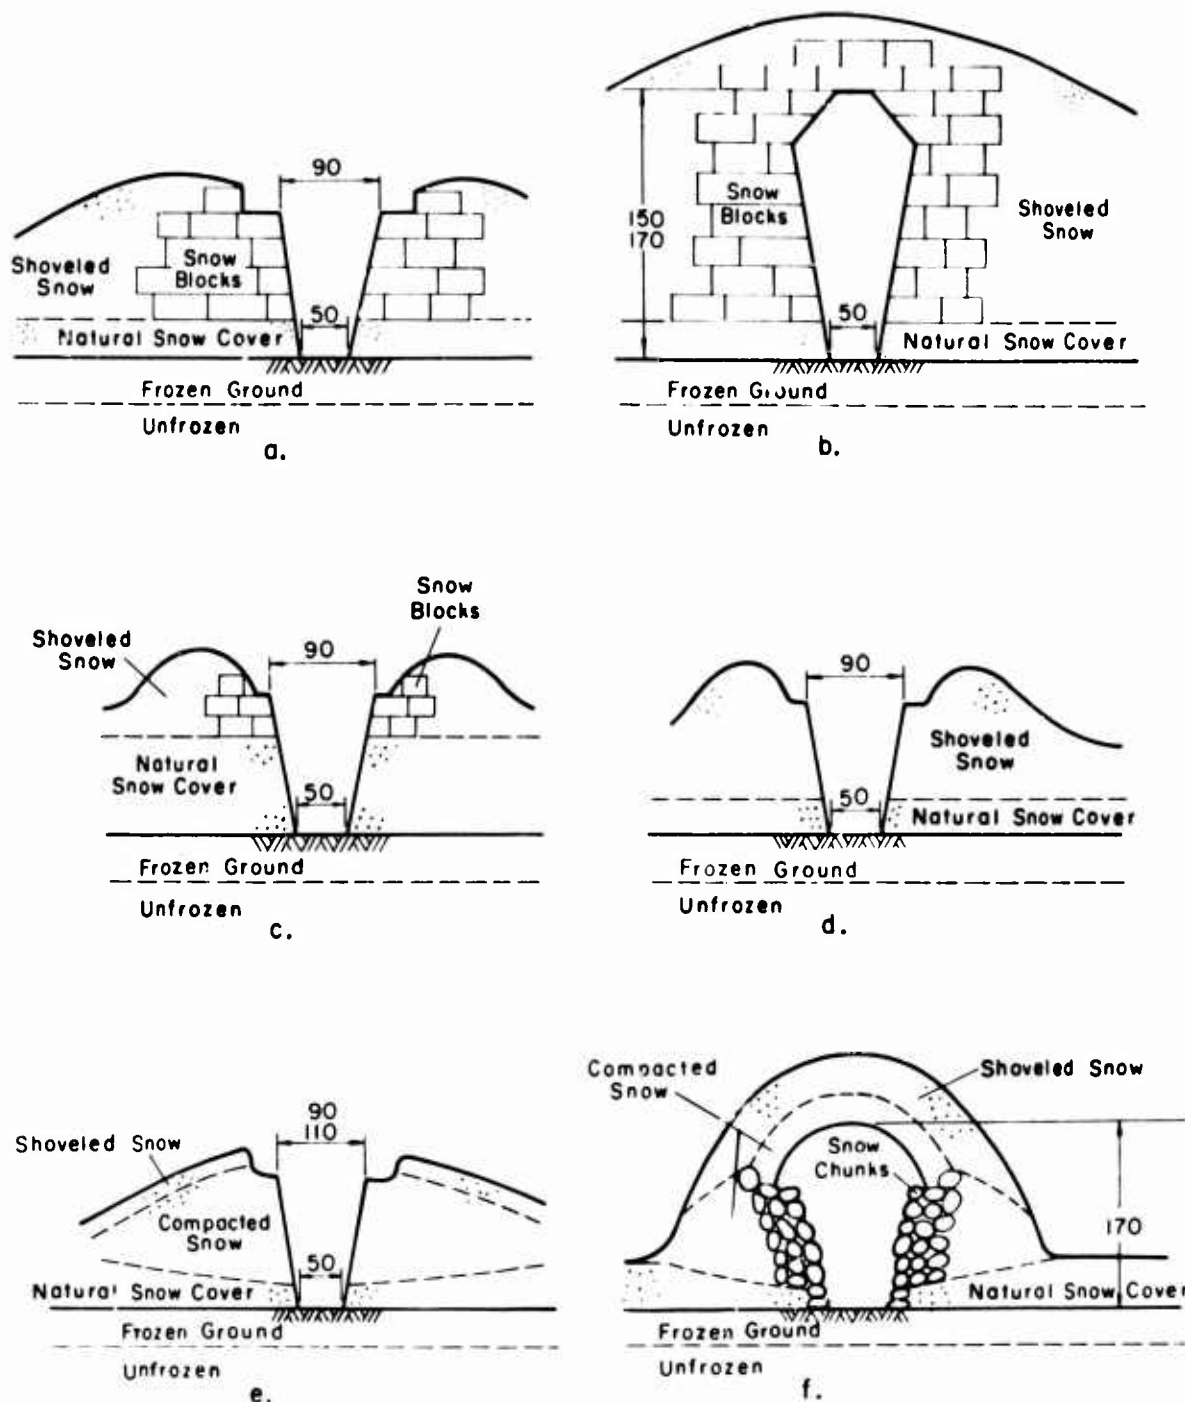 90
Snow
Blocks
Shoveled
Snow
50
Natural Snow Cover
Frozen Ground
Unfrozen
a.
150
170
Snow
Blocks
Shoveled
Snow
50
Natural Snow Cover
Frozen Ground
Unfrozen
b.
Snow
Blocks
Shoveled
Snow
90
Natural
Snow Cover
50
Frozen Ground
Unfrozen
c.
90
Shoveled
Snow
50
Natural Snow Cover
Frozen Ground
Unfrozen
d.
90
110
Shoveled Snow
Compacted
Snow
50
Natural Snow Cover
Frozen Ground
Unfrozen
e.
Compacted
Snow
Shoveled Snow
Snow
Chunks
170
Natural Snow Cover
Frozen Ground
Unfrozen
f.